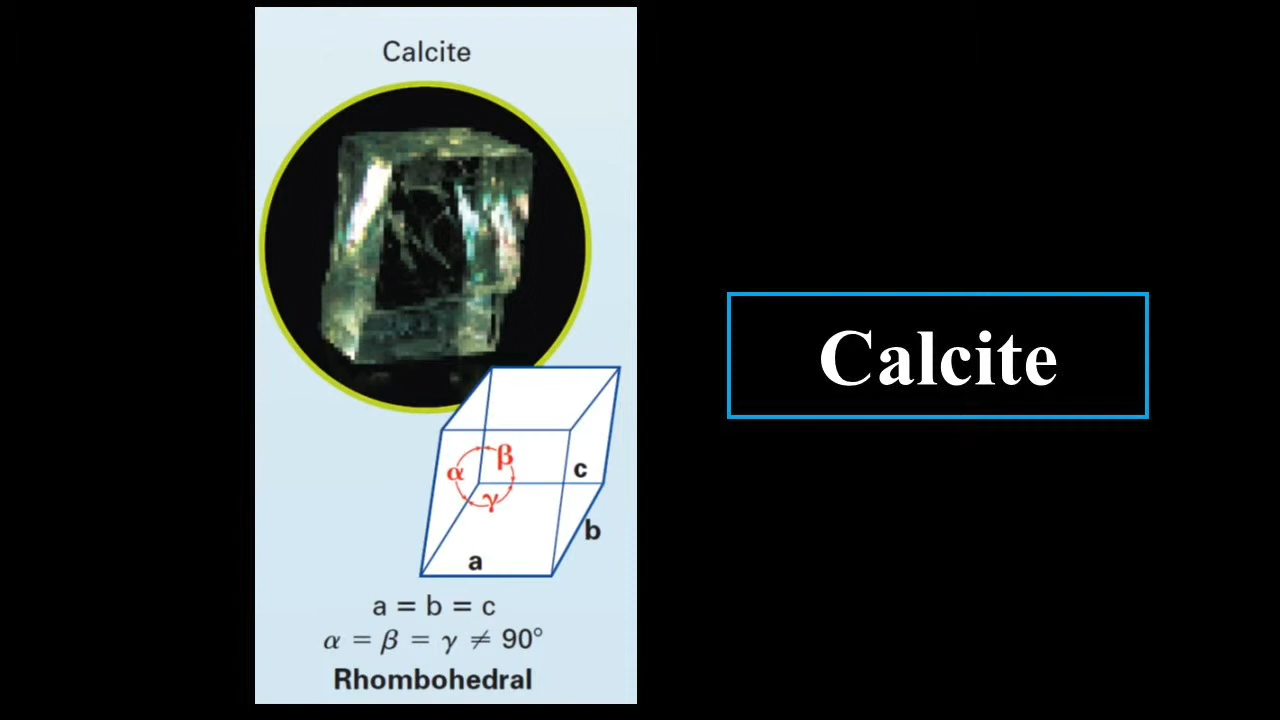 Calcite
α
β
γ
c
b
a
a = b = c
α = β = γ ≠ 90°
Rhombohedral
Calcite